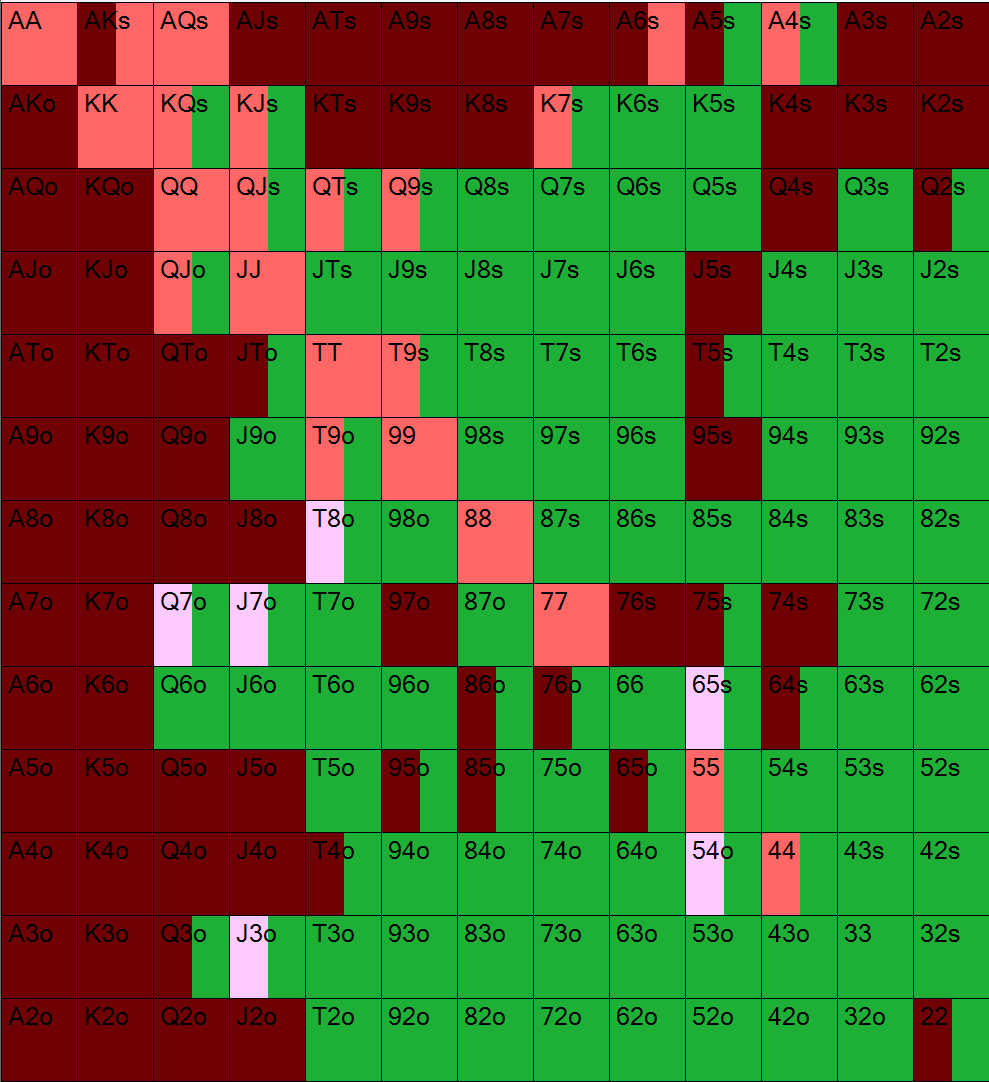 AA AKs AQs AJs ATs A9s A8s A7s A6s A5s A4s A3s A2s
AKo KK KQs KJs KTs K9s K8s K7s K6s K5s K4s K3s K2s
AQo KQo QQ QJs QTs Q9s Q8s Q7s Q6s Q5s Q4s Q3s Q2s
AJo KJo QJo JJ JTs J9s J8s J7s J6s J5s J4s J3s J2s
ATo KTo QTo JTo TT T9s T8s T7s T6s T5s T4s T3s T2s
A9o K9o Q9o J9o T9o 99 98s 97s 96s 95s 94s 93s 92s
A8o K8o Q8o J8o T8o 98o 88 87s 86s 85s 84s 83s 82s
A7o K7o Q7o J7o T7o 97o 87o 77 76s 75s 74s 73s 72s
A6o K6o Q6o J6o T6o 96o 86o 76o 66 65s 64s 63s 62s
A5o K5o Q5o J5o T5o 95o 85o 75o 65o 55 54s 53s 52s
A4o K4o Q4o J4o T4o 94o 84o 74o 64o 54o 44 43s 42s
A3o K3o Q3o J3o T3o 93o 83o 73o 63o 53o 43o 33 32s
A2o K2o Q2o J2o T2o 92o 82o 72o 62o 52o 42o 32o 22